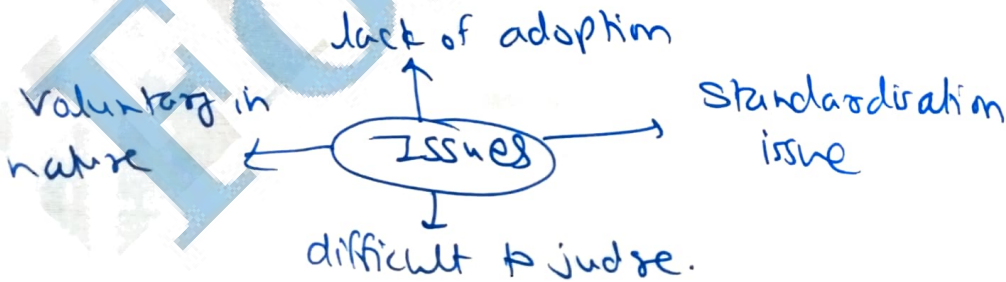 lack of adoption
Voluntary in
nature
Issues
Standardisation
issue
difficult to judge.